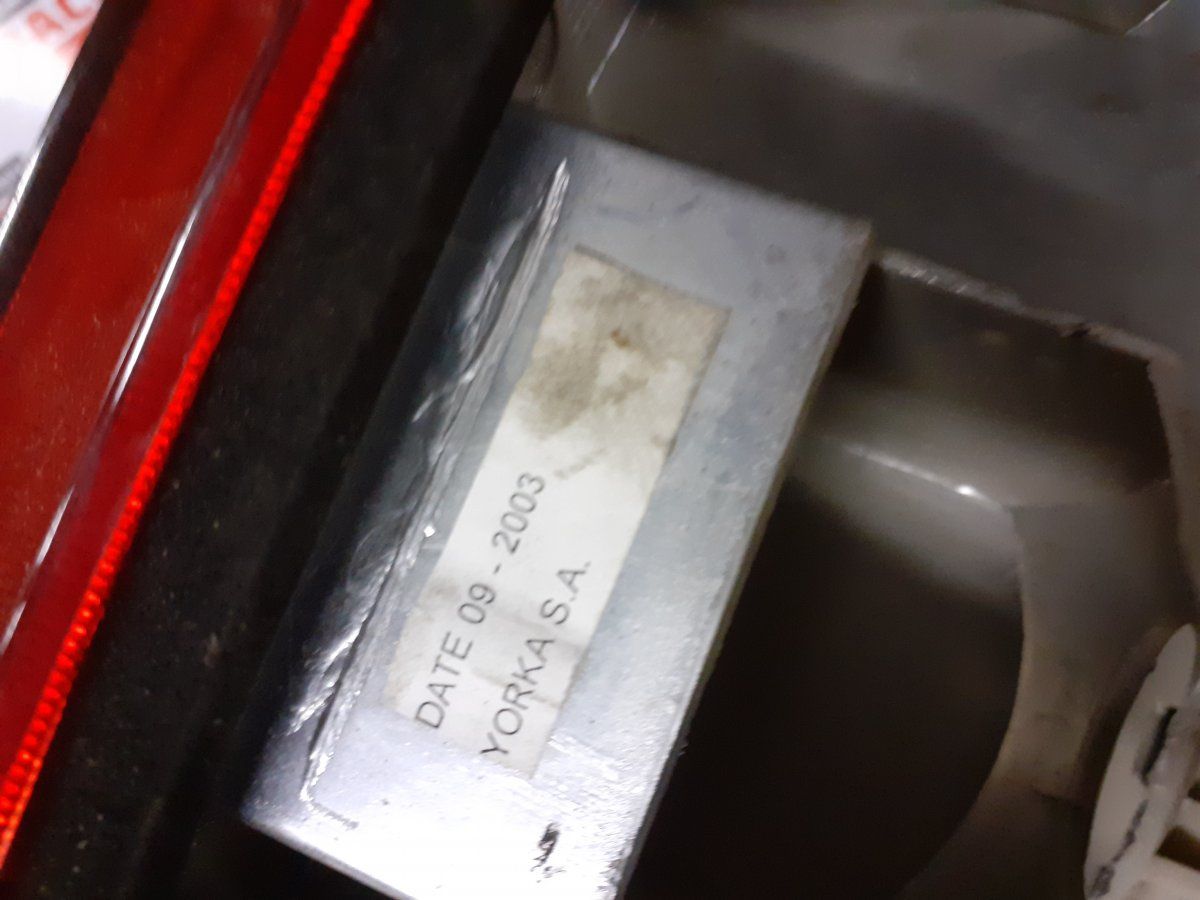 DATE 09 - 2003
YORKA S.A.